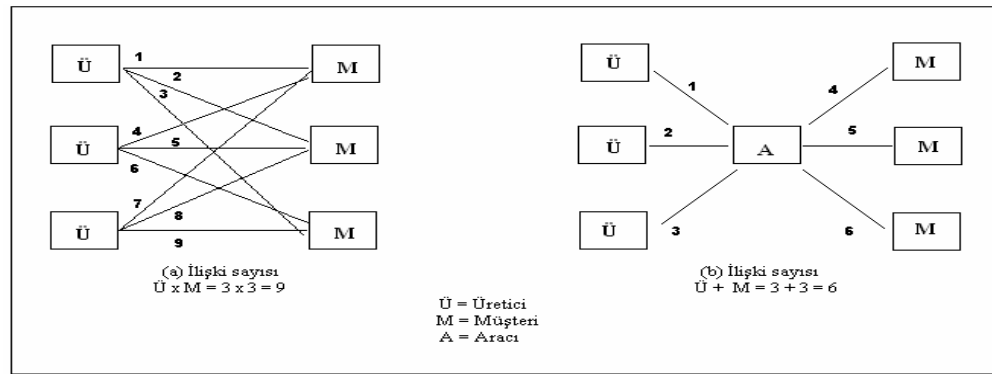 1
Ü
M
2
3
4
Ü
5
M
6
7
Ü
8
M
9
(a) İlişki sayısı
Ü x M = 3 x 3 = 9
Ü
M
1
4
2
5
Ü
A
M
Ü
3
6
M
(b) İlişki sayısı
Ü + M = 3 + 3 = 6
Ü = Üretici
M = Müşteri
A = Aracı